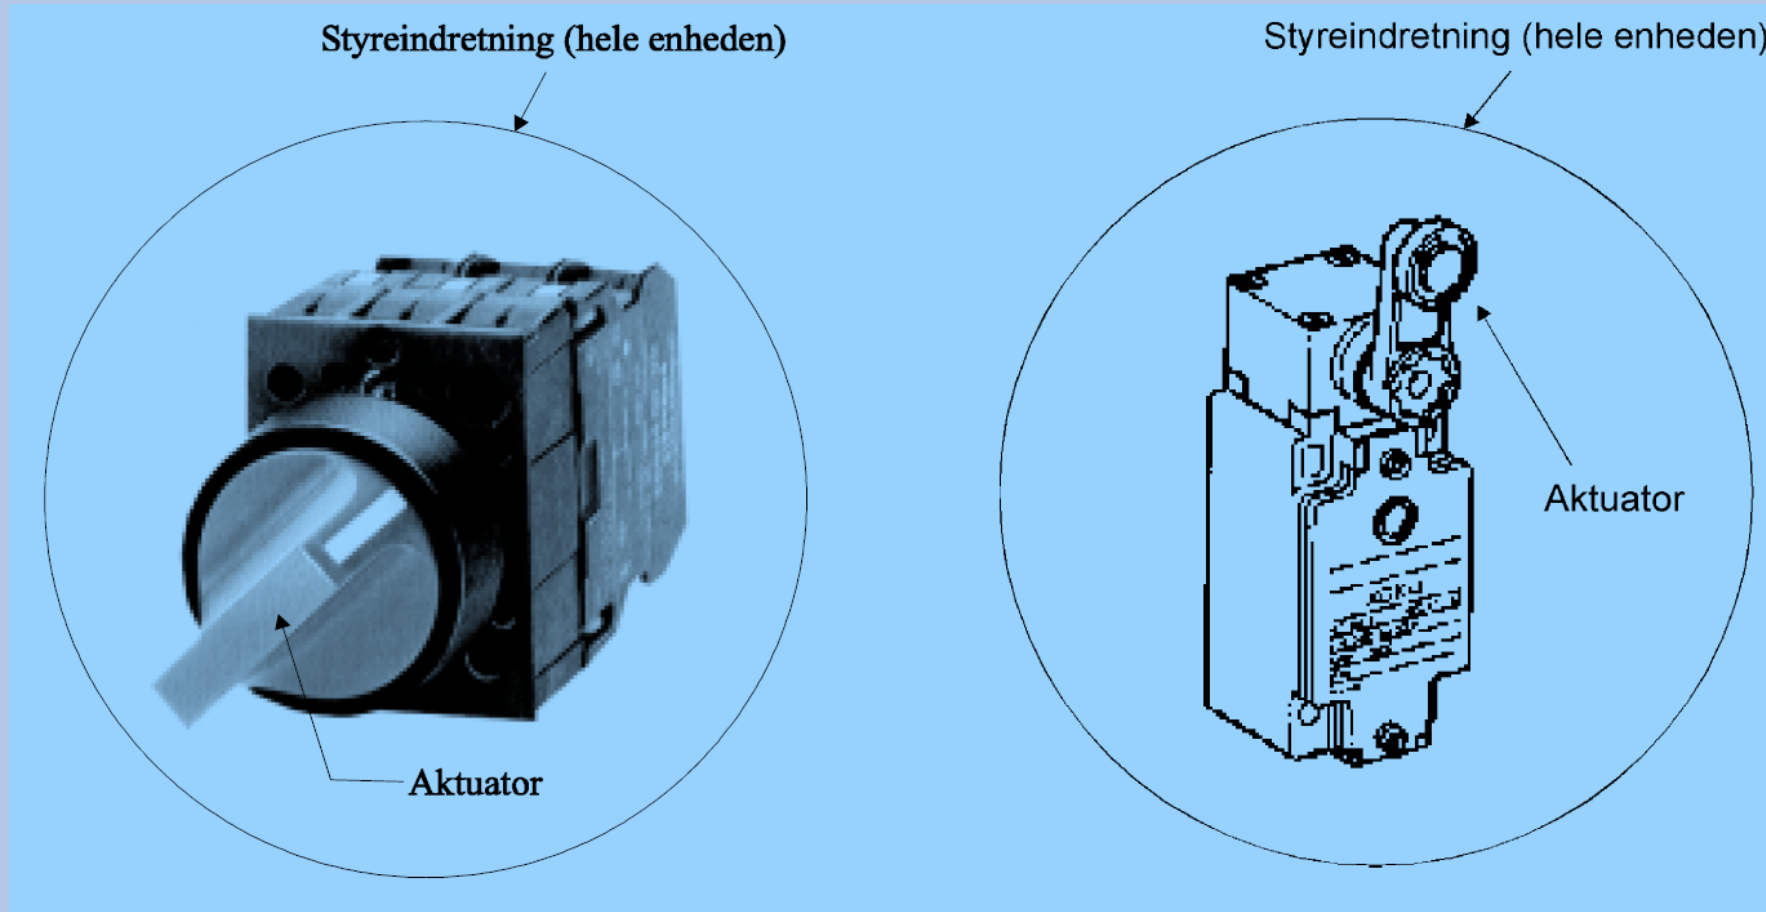 Styreindretning (hele enheden)
Styreindretning (hele enheden)
Aktuator
Aktuator